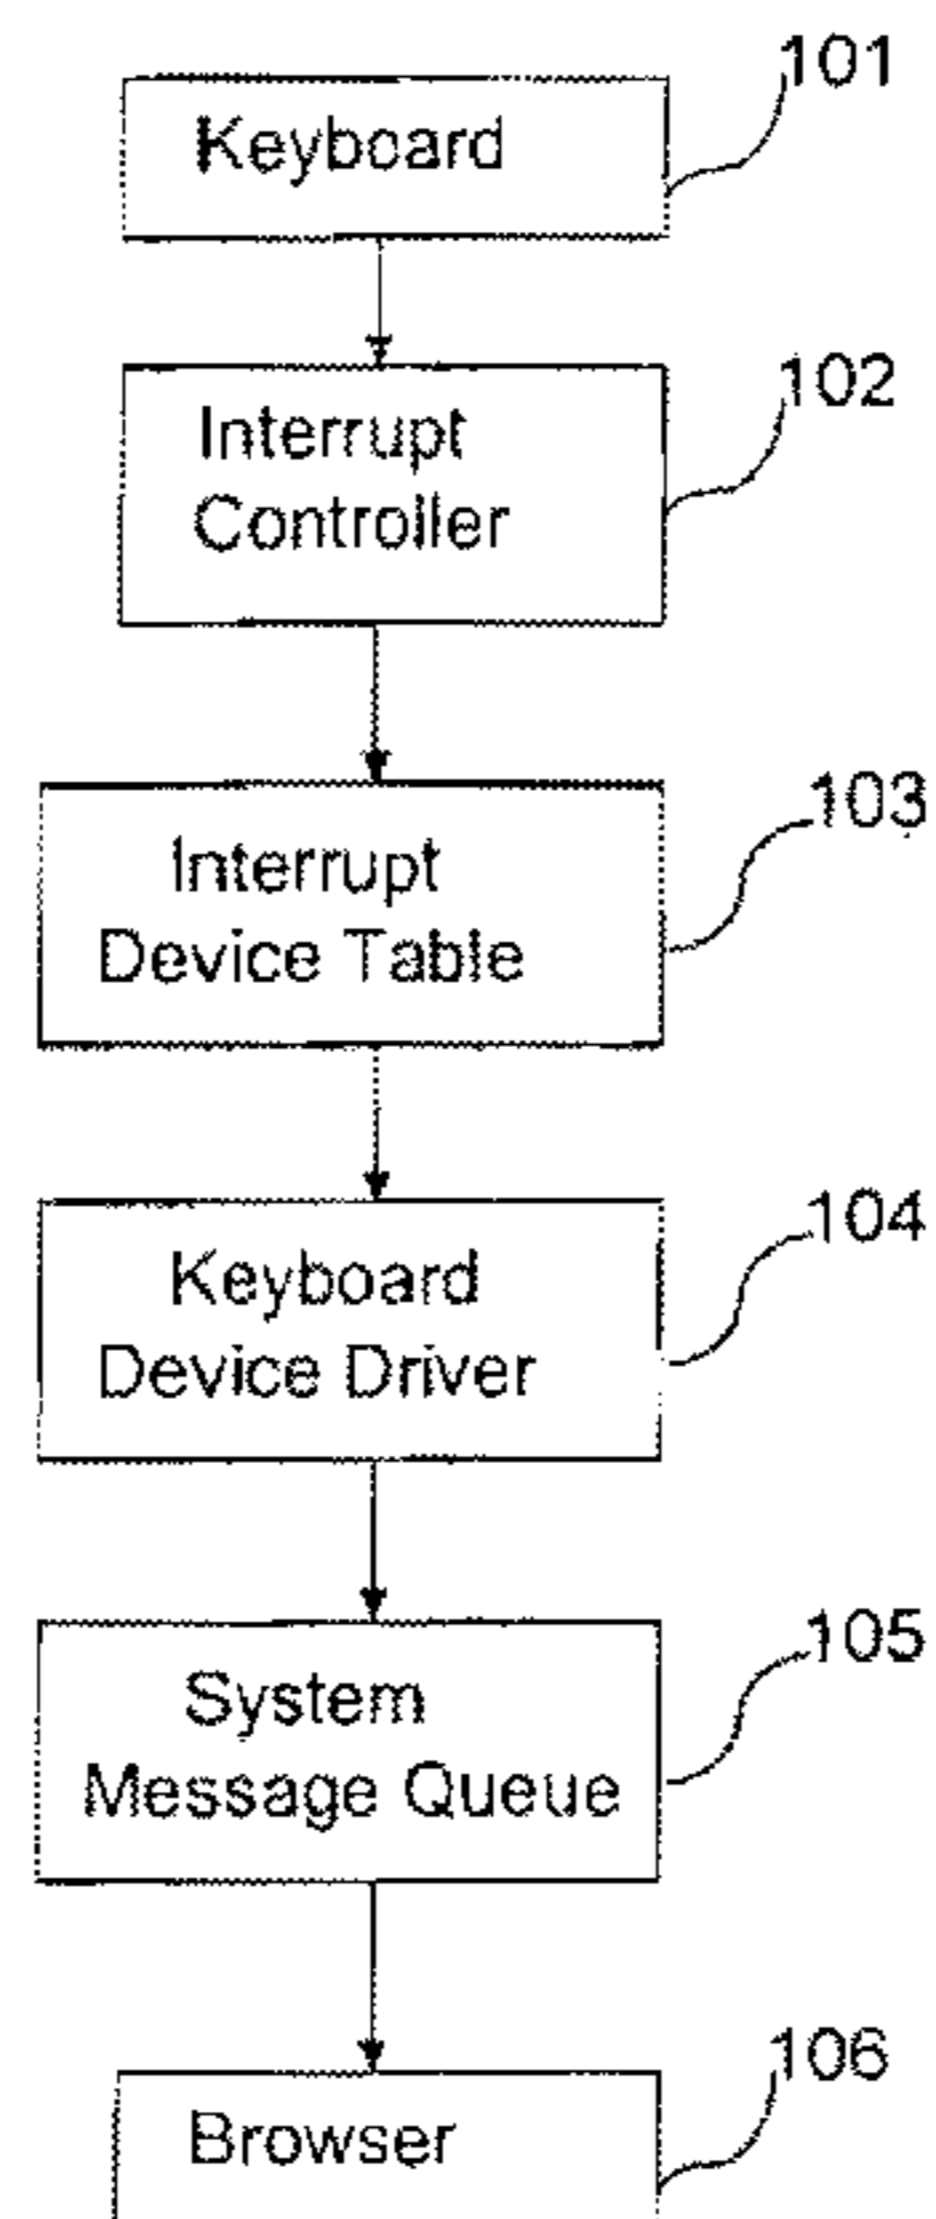 101
Keyboard
102
Interrupt
Controller
103
Interrupt
Device Table
104
Keyboard
Device Driver
105
System
Message Queue
106
Browser